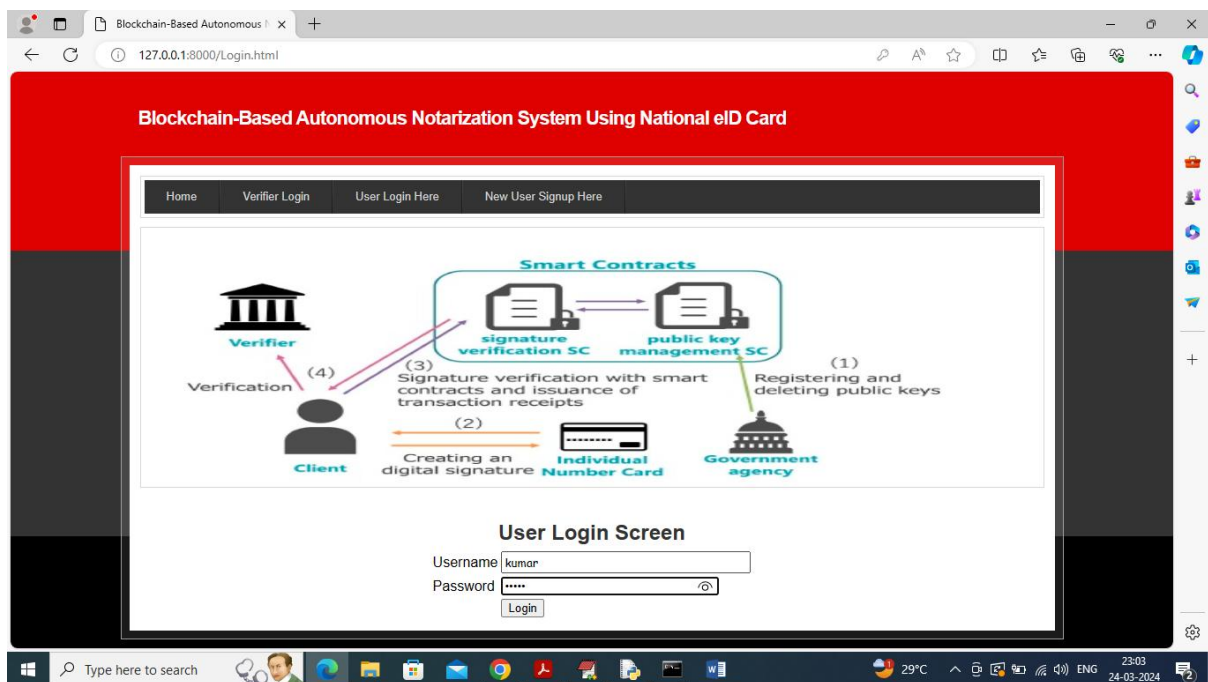 Blockchain-Based Autonomous N
127.0.0.1:8000/Login.html
Blockchain-Based Autonomous Notarization System Using National eID Card
Home Verifier Login User Login Here New User Signup Here
Smart Contracts
signature verification SC
public key management SC
Verifier
(1)
Registering and
deleting public keys
(3)
Signature verification with smart
contracts and issuance of
transaction receipts
(4)
Verification
(2)
Creating an
digital signature
Client
Individual
Number Card
Government
agency
User Login Screen
Username kumar
Password •••••
Login
Type here to search
29°C
ENG
23:03
24-03-2024
2